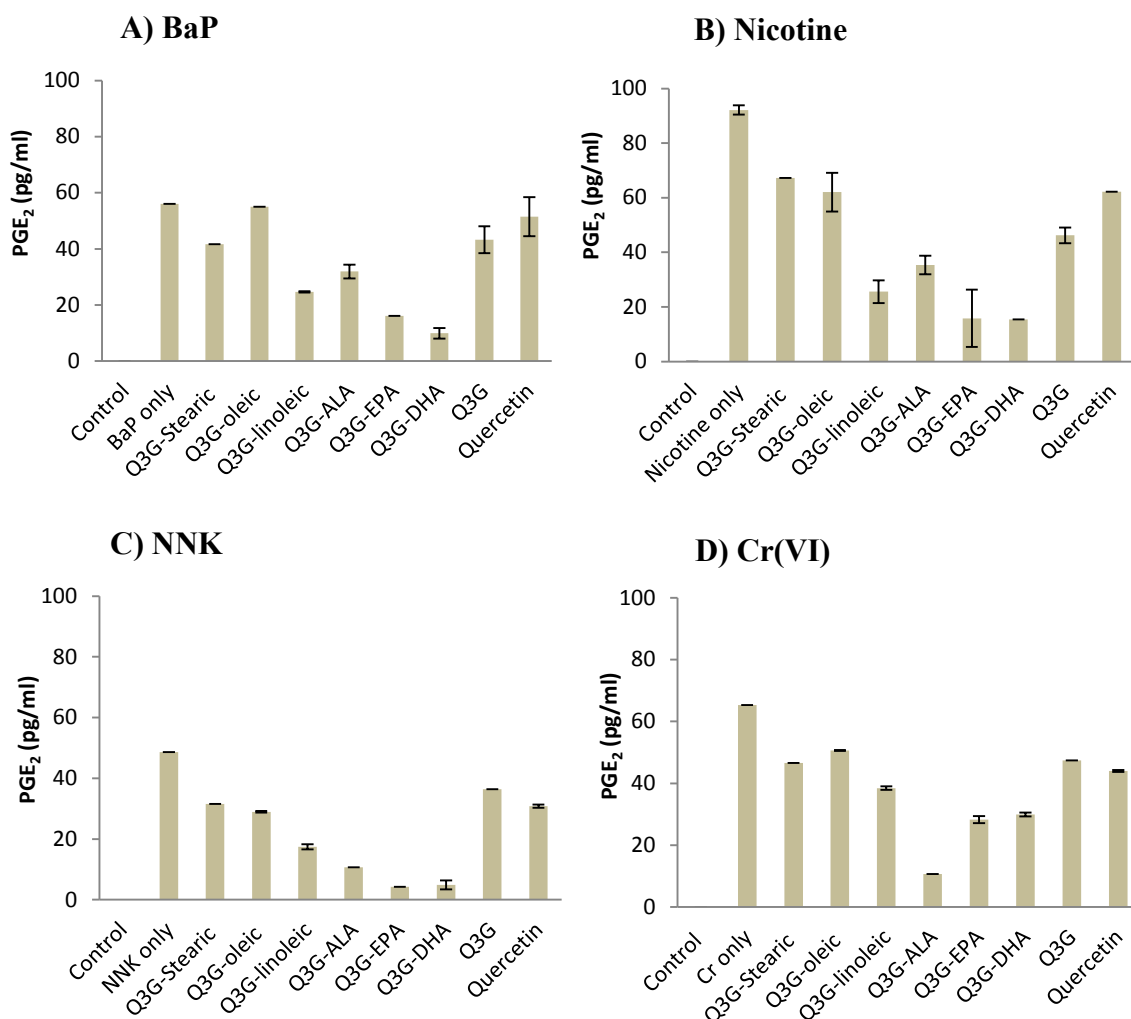 A) BaP
PGE2 (pg/ml)
100
80
60
40
20
0
Control
BaP only
Q3G-Stearic
Q3G-oleic
Q3G-linoleic
Q3G-ALA
Q3G-EPA
Q3G-DHA
Q3G
Quercetin
B) Nicotine
PGE2 (pg/ml)
100
80
60
40
20
0
Control
Nicotine only
Q3G-Stearic
Q3G-oleic
Q3G-linoleic
Q3G-ALA
Q3G-EPA
Q3G-DHA
Q3G
Quercetin
C) NNK
PGE2 (pg/ml)
100
80
60
40
20
0
Control
NNK only
Q3G-Stearic
Q3G-oleic
Q3G-linoleic
Q3G-ALA
Q3G-EPA
Q3G-DHA
Q3G
Quercetin
D) Cr(VI)
PGE2 (pg/ml)
100
80
60
40
20
0
Control
Cr only
Q3G-Stearic
Q3G-oleic
Q3G-linoleic
Q3G-ALA
Q3G-EPA
Q3G-DHA
Q3G
Quercetin